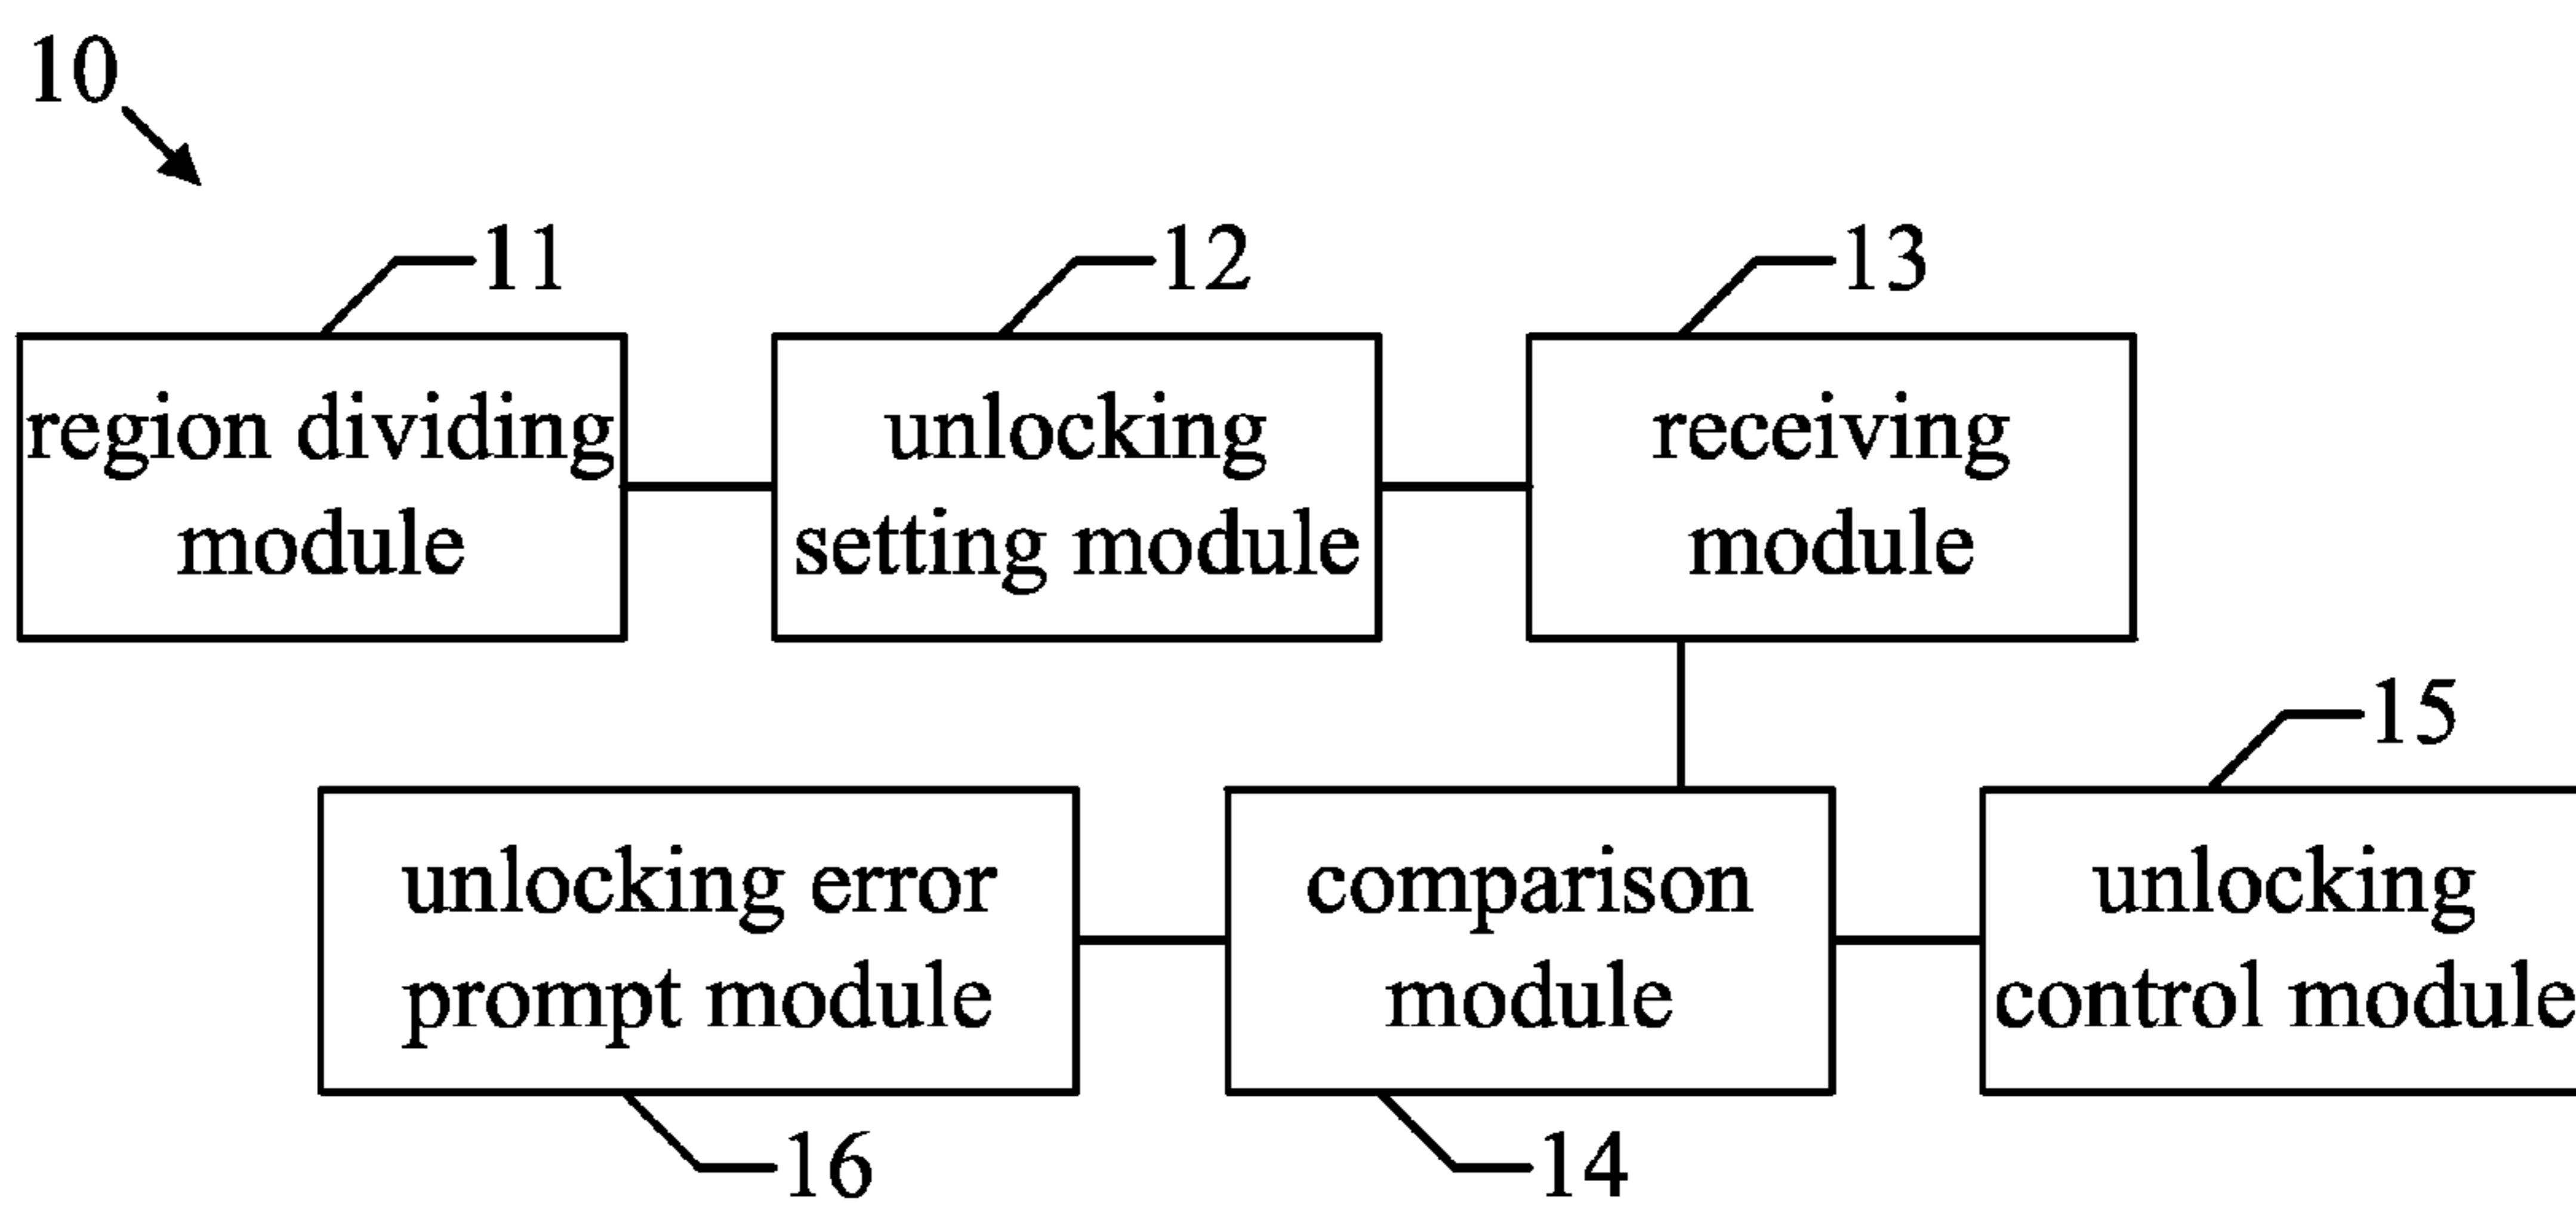 10
11
12
13
region dividing
module
unlocking
setting module
receiving
module
15
unlocking error
prompt module
comparison
module
unlocking
control module
16
14